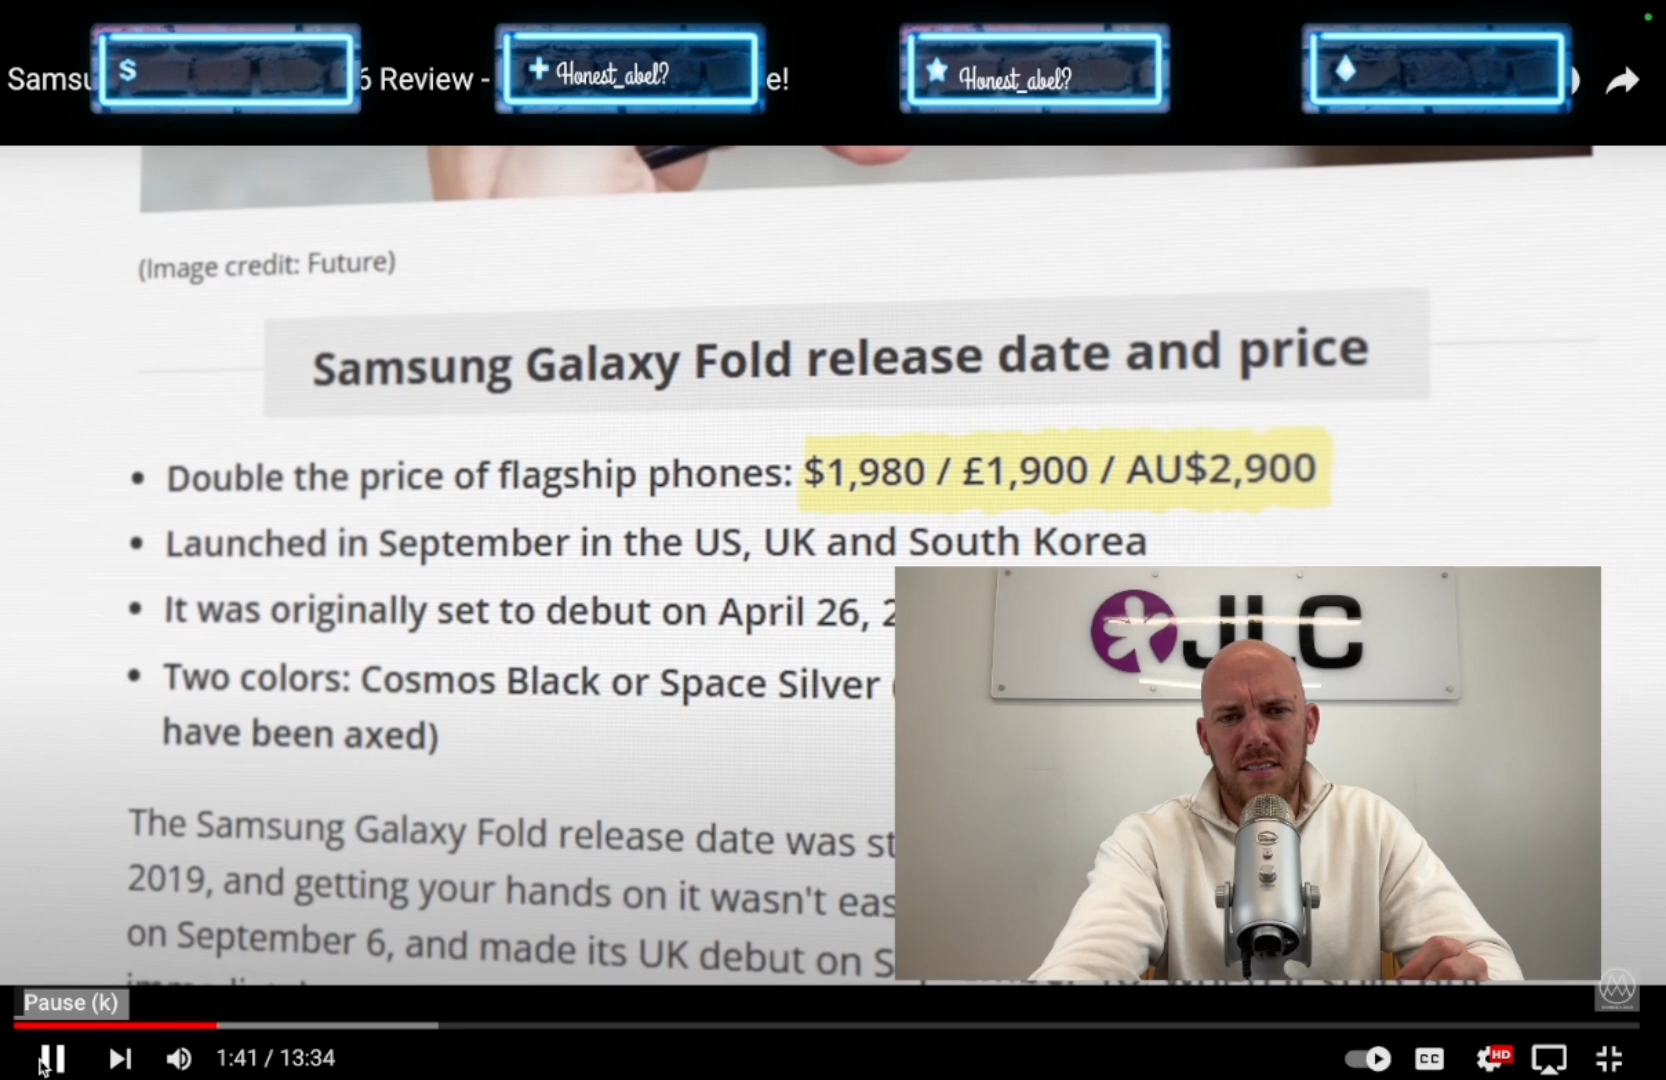 Samsu 6 Review - e!
$
Honest_abel?
Honest_abel?
(Image credit: Future)
Samsung Galaxy Fold release date and price
• Double the price of flagship phones: $1,980 / £1,900 / AU$2,900
• Launched in September in the US, UK and South Korea
• It was originally set to debut on April 26, 2
• Two colors: Cosmos Black or Space Silver (
have been axed)
The Samsung Galaxy Fold release date was st
2019, and getting your hands on it wasn't eas
on September 6, and made its UK debut on S
JLC
Pause (k)
1:41 / 13:34
CC
HD